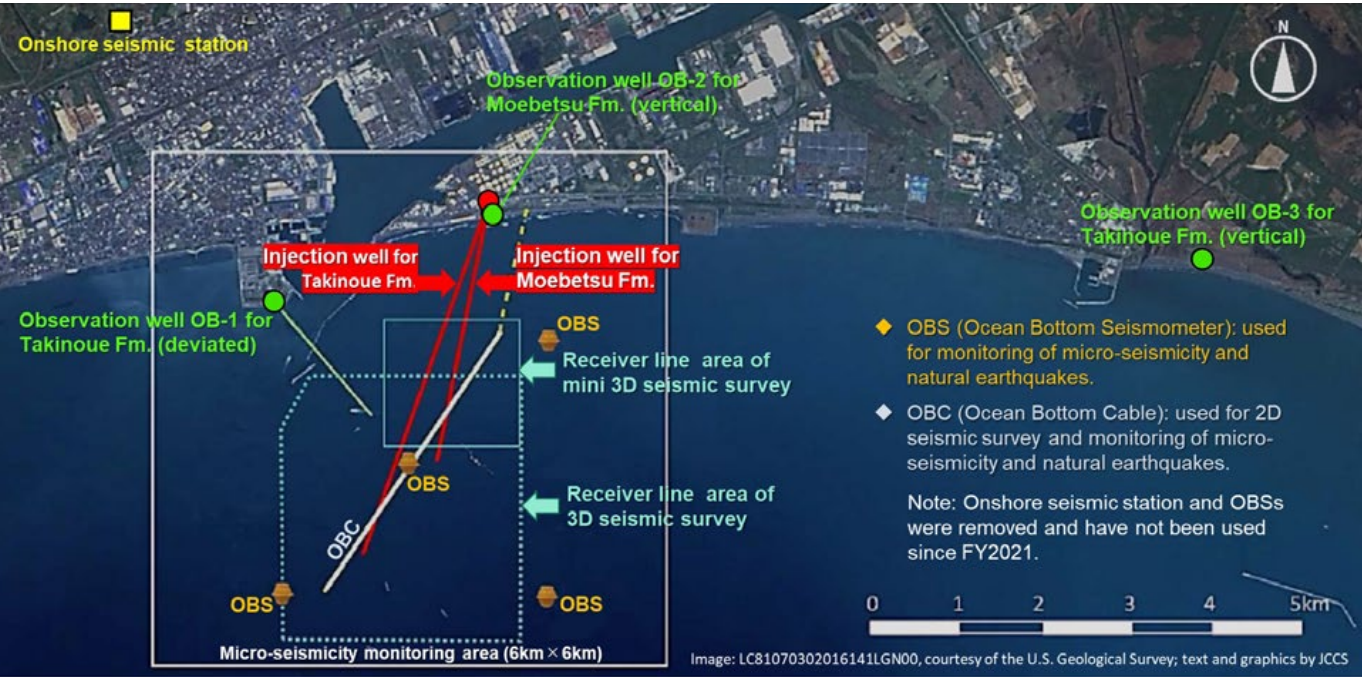 Onshore seismic station
N
Observation well OB-2 for
Moebetsu Fm. (vertical)
Observation well OB-3 for
Takinoue Fm. (vertical)
Injection well for
Takinoue Fm.
Injection well for
Moebetsu Fm.
Observation well OB-1 for
Takinoue Fm. (deviated)
OBS
Receiver line area of
mini 3D seismic survey
OBS
Receiver line area of
3D seismic survey
OBC
OBS
OBS
Micro-seismicity monitoring area (6km×6km)
◆ OBS (Ocean Bottom Seismometer): used
for monitoring of micro-seismicity and
natural earthquakes.
◆ OBC (Ocean Bottom Cable): used for 2D
seismic survey and monitoring of micro-
seismicity and natural earthquakes.
Note: Onshore seismic station and OBSs
were removed and have not been used
since FY2021.
0 1 2 3 4 5km
Image: LC81070302016141LGN00, courtesy of the U.S. Geological Survey; text and graphics by JCCS